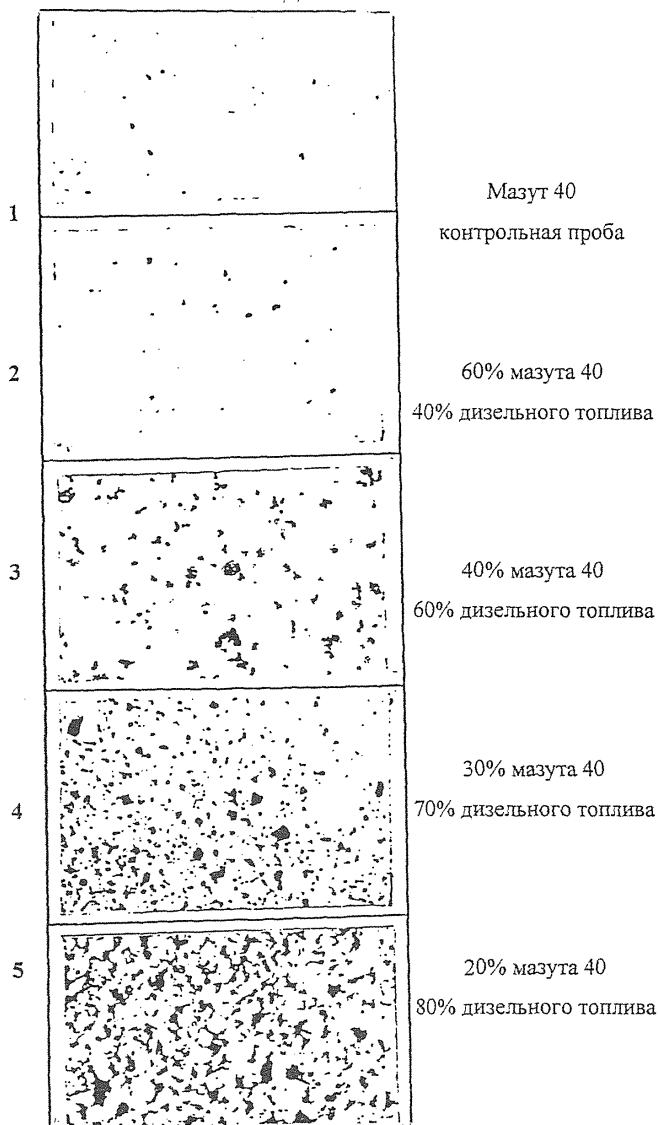 1
Мазут 40
контрольная проба
2
60% мазута 40
40% дизельного топлива
3
40% мазута 40
60% дизельного топлива
4
30% мазута 40
70% дизельного топлива
5
20% мазута 40
80% дизельного топлива